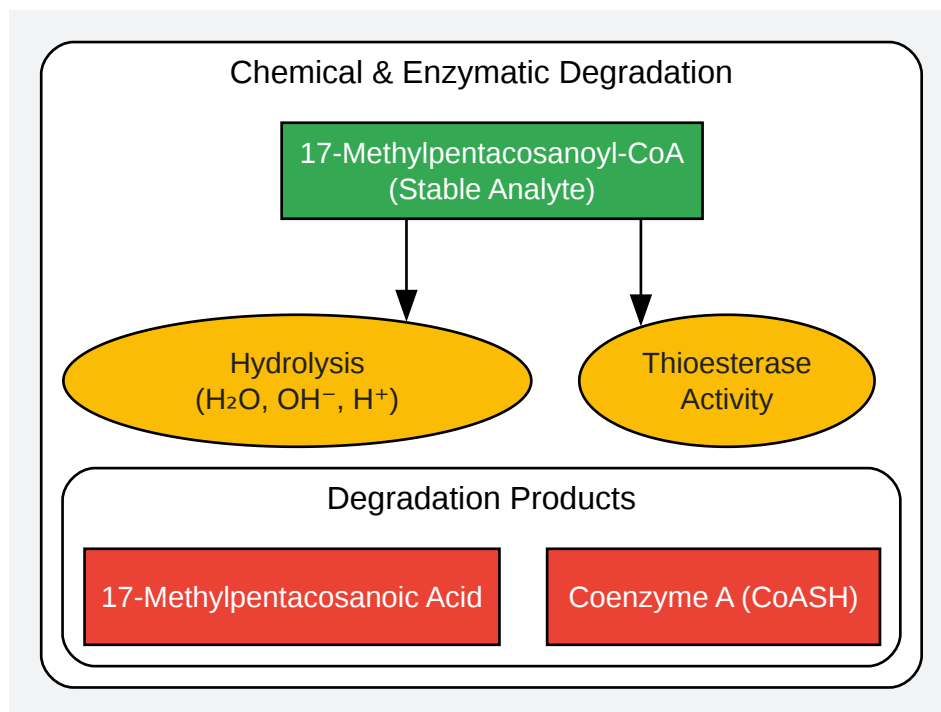 Chemical & Enzymatic Degradation
17-Methylpentacosanoyl-CoA
(Stable Analyte)
Hydrolysis
(H₂O, OH⁻, H⁺)
Thioesterase
Activity
Degradation Products
17-Methylpentacosanoic Acid
Coenzyme A (CoASH)